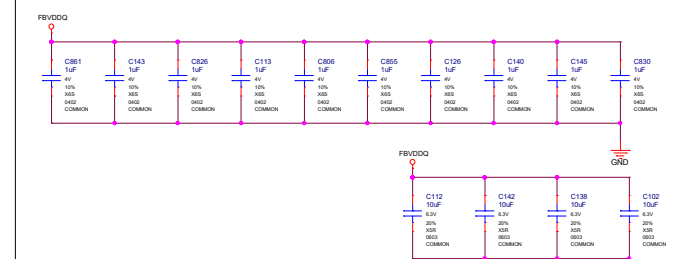 FBVDDQ
C861 C143 C826 C113 C806 C855 C126 C140 C145 C830
1uF 1uF 1uF 1uF 1uF 1uF 1uF 1uF 1uF 1uF
4V 4V 4V 4V 4V 4V 4V 4V 4V 4V
10% 10% 10% 10% 10% 10% 10% 10% 10% 10%
X6S X6S X6S X6S X6S X6S X6S X6S X6S X6S
0402 0402 0402 0402 0402 0402 0402 0402 0402 0402
COMMON COMMON COMMON COMMON COMMON COMMON COMMON COMMON COMMON COMMON
FBVDDQ
GND
C112 C142 C138 C102
10uF 10uF 10uF 10uF
6.3V 6.3V 6.3V 6.3V
20% 20% 20% 20%
X5R X5R X5R X5R
0603 0603 0603 0603
COMMON COMMON COMMON COMMON